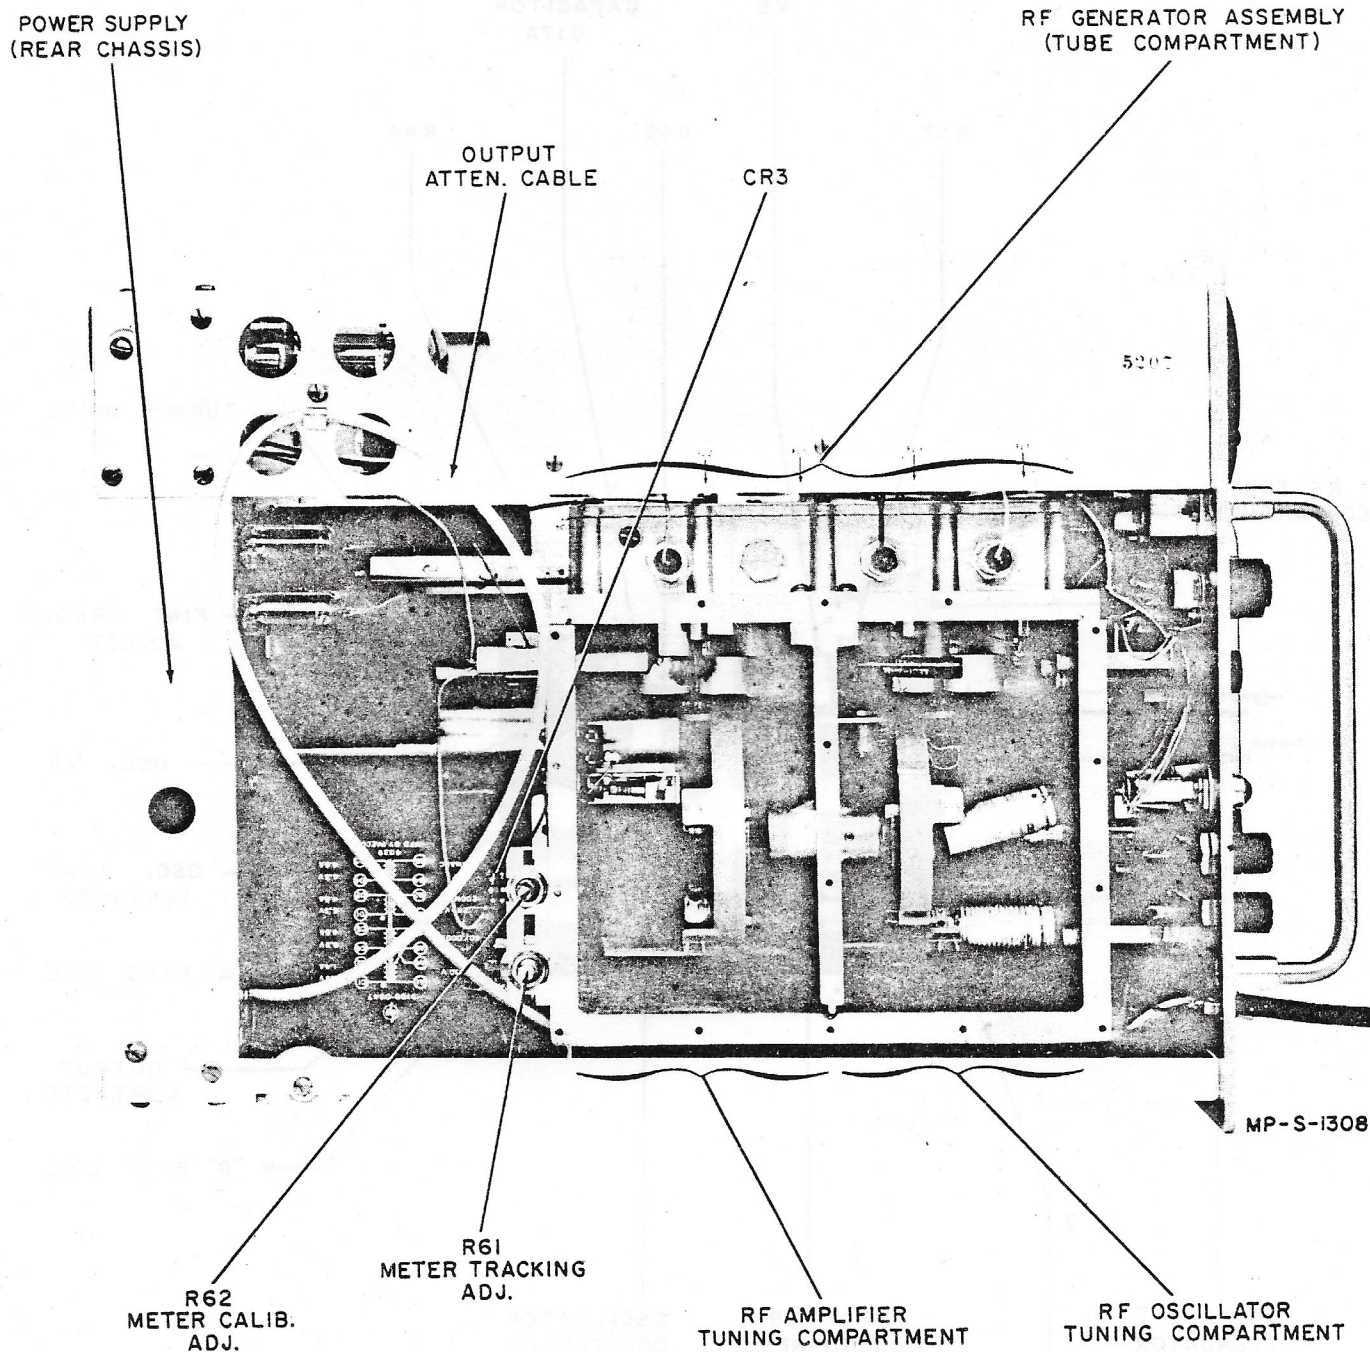 POWER SUPPLY
(REAR CHASSIS)
RF GENERATOR ASSEMBLY
(TUBE COMPARTMENT)
OUTPUT
ATTEN. CABLE
CR3
5207
MP-S-1308
R61
METER TRACKING
ADJ.
R62
METER CALIB.
ADJ.
RF AMPLIFIER
TUNING COMPARTMENT
RF OSCILLATOR
TUNING COMPARTMENT